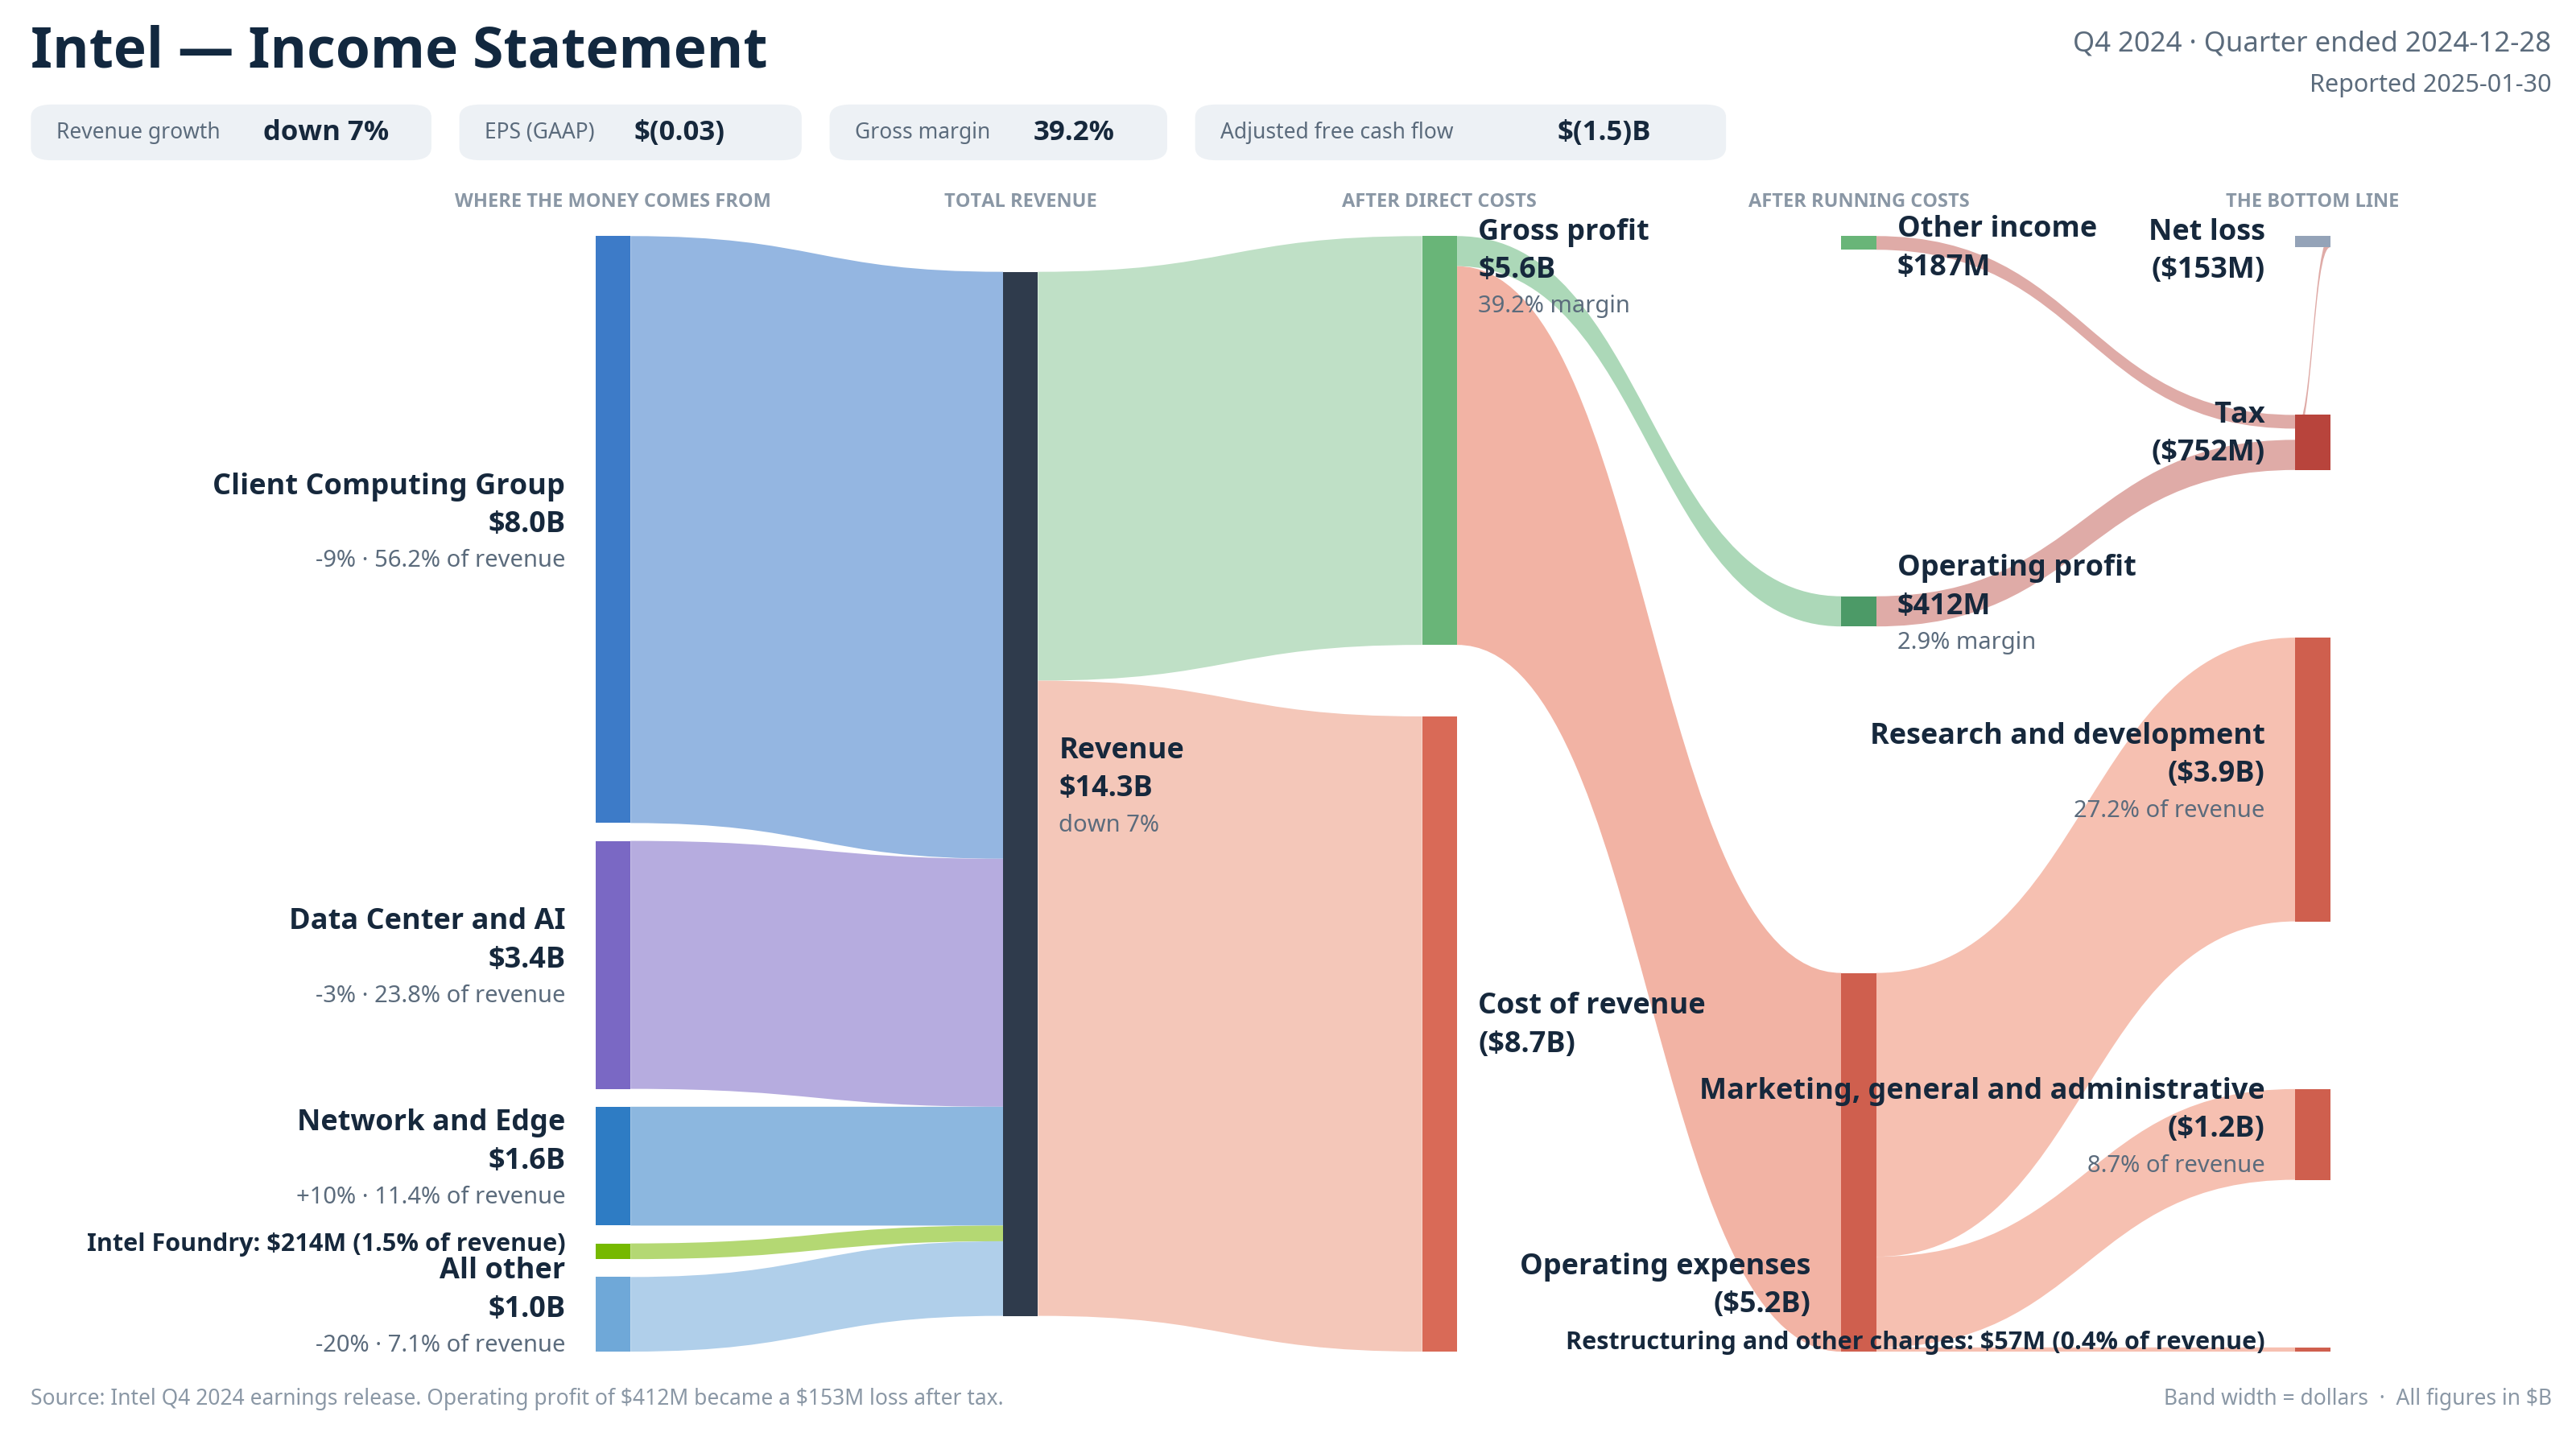 Intel — Income Statement
Q4 2024 · Quarter ended 2024-12-28
Reported 2025-01-30
Revenue growth down 7%
EPS (GAAP) $(0.03)
Gross margin 39.2%
Adjusted free cash flow $(1.5)B
WHERE THE MONEY COMES FROM
TOTAL REVENUE
AFTER DIRECT COSTS
AFTER RUNNING COSTS
THE BOTTOM LINE
Client Computing Group
$8.0B
-9% · 56.2% of revenue
Data Center and AI
$3.4B
-3% · 23.8% of revenue
Network and Edge
$1.6B
+10% · 11.4% of revenue
Intel Foundry: $214M (1.5% of revenue)
All other
$1.0B
-20% · 7.1% of revenue
Revenue
$14.3B
down 7%
Gross profit
$5.6B
39.2% margin
Cost of revenue
($8.7B)
Other income
$187M
Operating profit
$412M
2.9% margin
Operating expenses
($5.2B)
Net loss
($153M)
Tax
($752M)
Research and development
($3.9B)
27.2% of revenue
Marketing, general and administrative
($1.2B)
8.7% of revenue
Restructuring and other charges: $57M (0.4% of revenue)
Source: Intel Q4 2024 earnings release. Operating profit of $412M became a $153M loss after tax.
Band width = dollars · All figures in $B